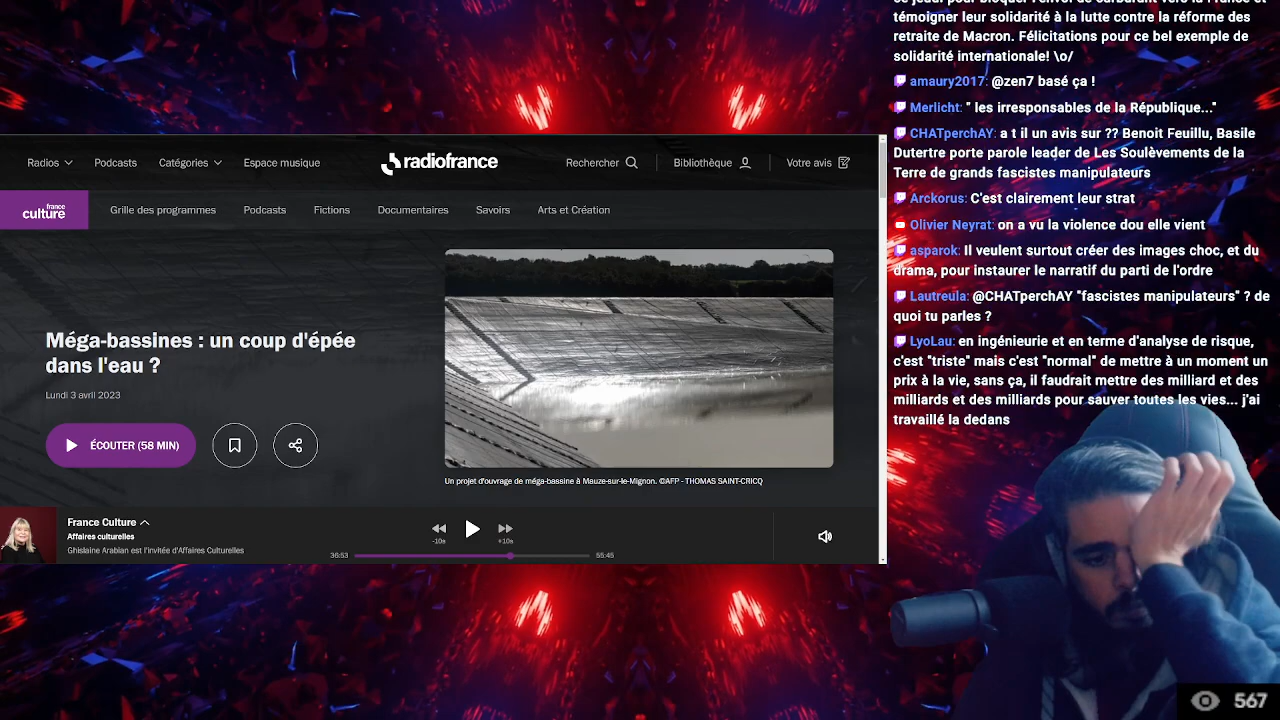 Radios
Podcasts
Catégories
Espace musique
radiofrance
Rechercher
Bibliothèque
Votre avis
france
culture
Grille des programmes
Podcasts
Fictions
Documentaires
Savoirs
Arts et Création
Méga-bassines : un coup d'épée
dans l'eau ?
Lundi 3 avril 2023
ÉCOUTER (58 MIN)
Un projet d'ouvrage de méga-bassine à Mauze-sur-le-Mignon. ©AFP - THOMAS SAINT-CRICQ
France Culture
Affaires culturelles
Ghislaine Arabian est l'invitée d'Affaires Culturelles
-10s
+10s
36:53
55:45
témoigner leur solidarité à la lutte contre la réforme des
retraite de Macron. Félicitations pour ce bel exemple de
solidarité internationale! \o/
amaury2017: @zen7 basé ça !
Merlicht: " les irresponsables de la République..."
CHATperchAY: a t il un avis sur ?? Benoit Feuillu, Basile
Dutertre porte parole leader de Les Soulèvements de la
Terre de grands fascistes manipulateurs
Arckorus: C'est clairement leur strat
Olivier Neyrat: on a vu la violence dou elle vient
asparok: Il veulent surtout créer des images choc, et du
drama, pour instaurer le narratif du parti de l'ordre
Lautreula: @CHATperchAY "fascistes manipulateurs" ? de
quoi tu parles ?
LyoLau: en ingénieurie et en terme d'analyse de risque,
c'est "triste" mais c'est "normal" de mettre à un moment un
prix à la vie, sans ça, il faudrait mettre des milliard et des
milliards et des milliards pour sauver toutes les vies... j'ai
travaillé la dedans
567